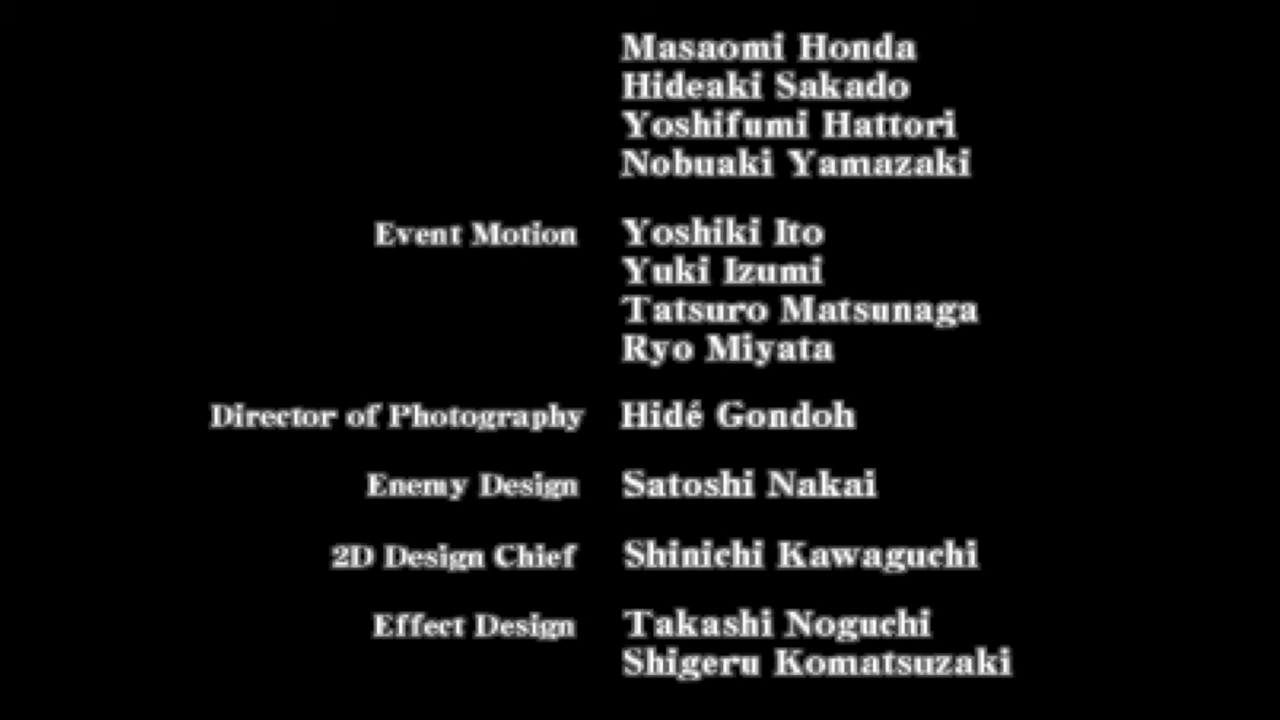 Masaomi Honda
Hideaki Sakado
Yoshifumi Hattori
Nobuaki Yamazaki
Event Motion Yoshiki Ito
Yuki Izumi
Tatsuro Matsunaga
Ryo Miyata
Director of Photography Hidé Gondoh
Enemy Design Satoshi Nakai
2D Design Chief Shinichi Kawaguchi
Effect Design Takashi Noguchi
Shigeru Komatsuzaki